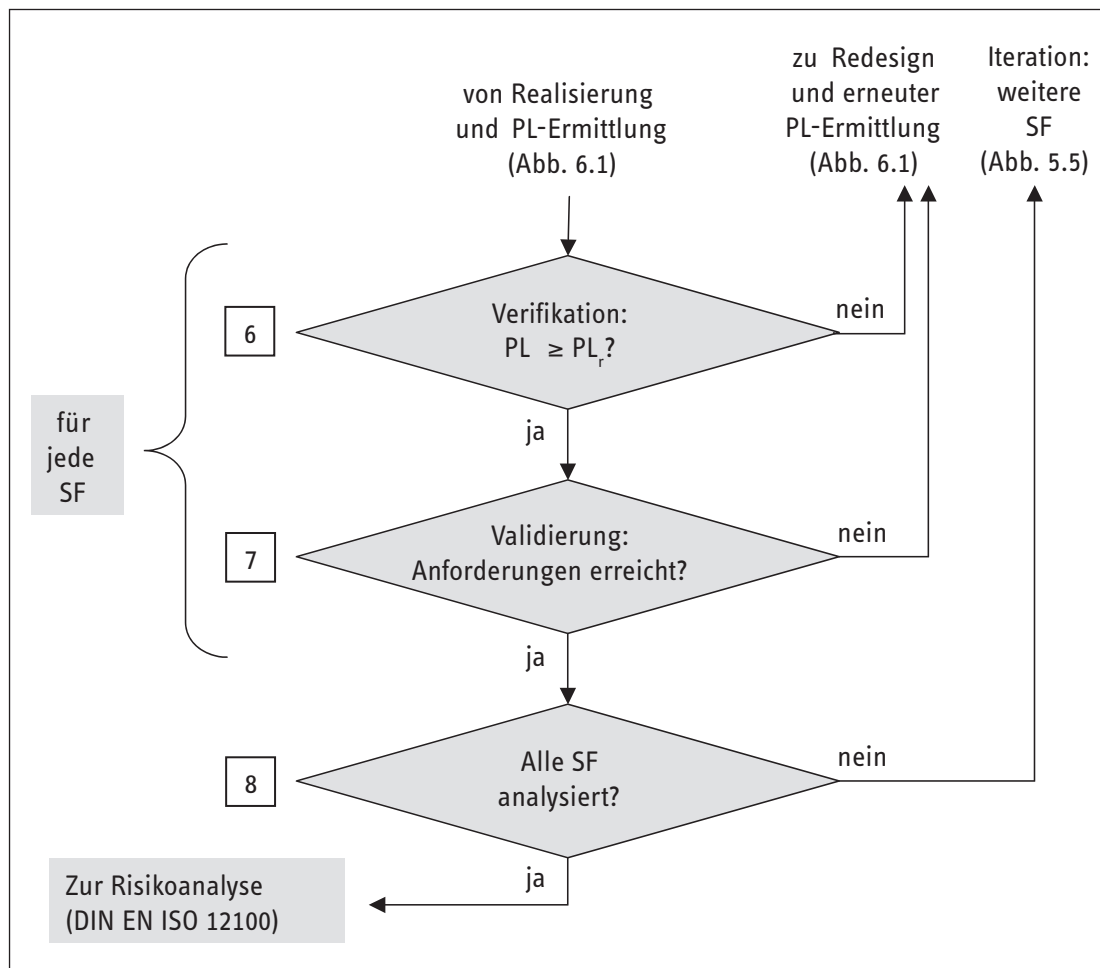 von Realisierung
und PL-Ermittlung
(Abb. 6.1)
zu Redesign
und erneuter
PL-Ermittlung
(Abb. 6.1)
Iteration:
weitere
SF
(Abb. 5.5)
6
Verifikation:
PL ≥ PLr?
nein
ja
für
jede
SF
7
Validierung:
Anforderungen erreicht?
nein
ja
8
Alle SF
analysiert?
nein
ja
Zur Risikoanalyse
(DIN EN ISO 12100)